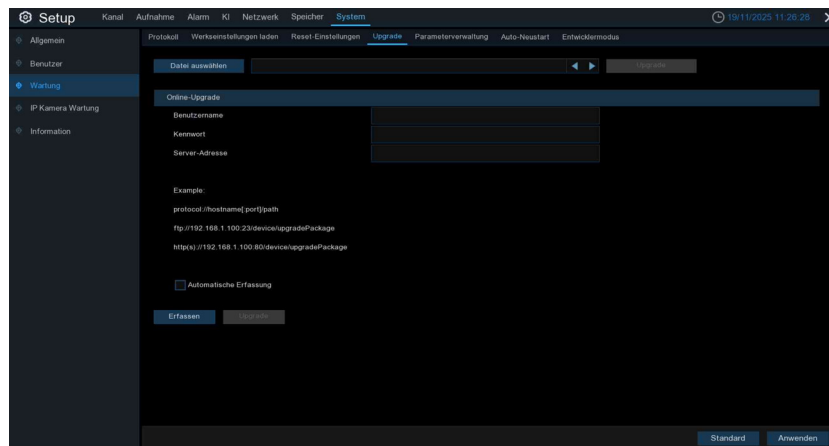 Setup Kanal Aufnahme Alarm KI Netzwerk Speicher System 19/11/2025 11:26:28
Protokoll Werkseinstellungen laden Reset-Einstellungen Upgrade Parameterverwaltung Auto-Neustart Entwicklermodus
Allgemein
Benutzer
Wartung
IP Kamera Wartung
Information
Datei auswählen Upgrade
Online-Upgrade
Benutzername
Kennwort
Server-Adresse
Example:
protocol://hostname[:port]/path
ftp://192.168.1.100:23/device/upgradePackage
http(s)://192.168.1.100:80/device/upgradePackage
Automatische Erfassung
Erfassen Upgrade
Standard Anwenden